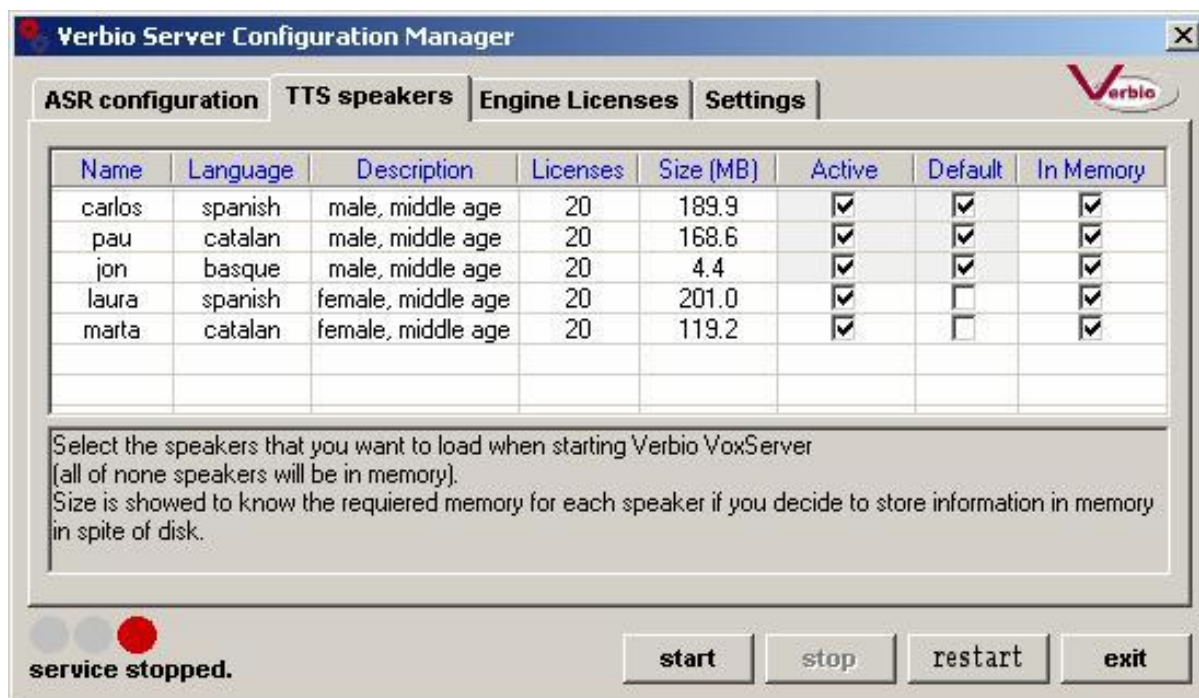 Verbio Server Configuration Manager
ASR configuration TTS speakers Engine Licenses Settings Verbio
Name Language Description Licenses Size (MB) Active Default In Memory
carlos spanish male, middle age 20 189.9
pau catalan male, middle age 20 168.6
jon basque male, middle age 20 4.4
laura spanish female, middle age 20 201.0
marta catalan female, middle age 20 119.2
Select the speakers that you want to load when starting Verbio VoxServer
(all of none speakers will be in memory).
Size is showed to know the requiered memory for each speaker if you decide to store information in memory
in spite of disk.
service stopped.
start stop restart exit